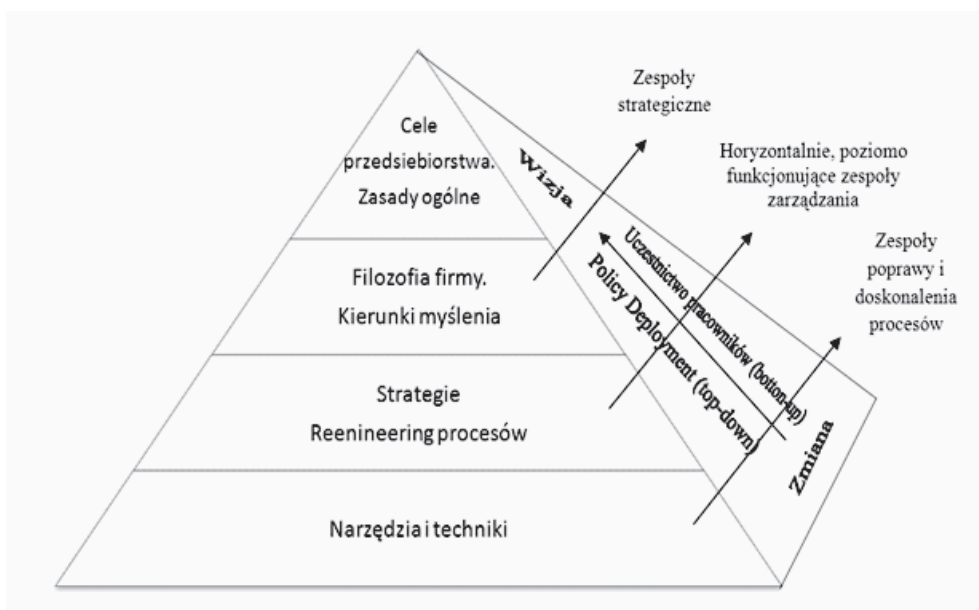 Cele
przedsiebiorstwa.
Zasady ogólne
Filozofia firmy.
Kierunki myślenia
Strategie
Reenineering procesów
Narzędzia i techniki
Wizja
Uczestnictwo pracowników (botton-up)
Policy Deployment (top-down)
Zmiana
Zespoły
strategiczne
Horyzontalnie, poziomo
funkcjonujące zespoły
zarządzania
Zespoły
poprawy i
doskonalenia
procesów